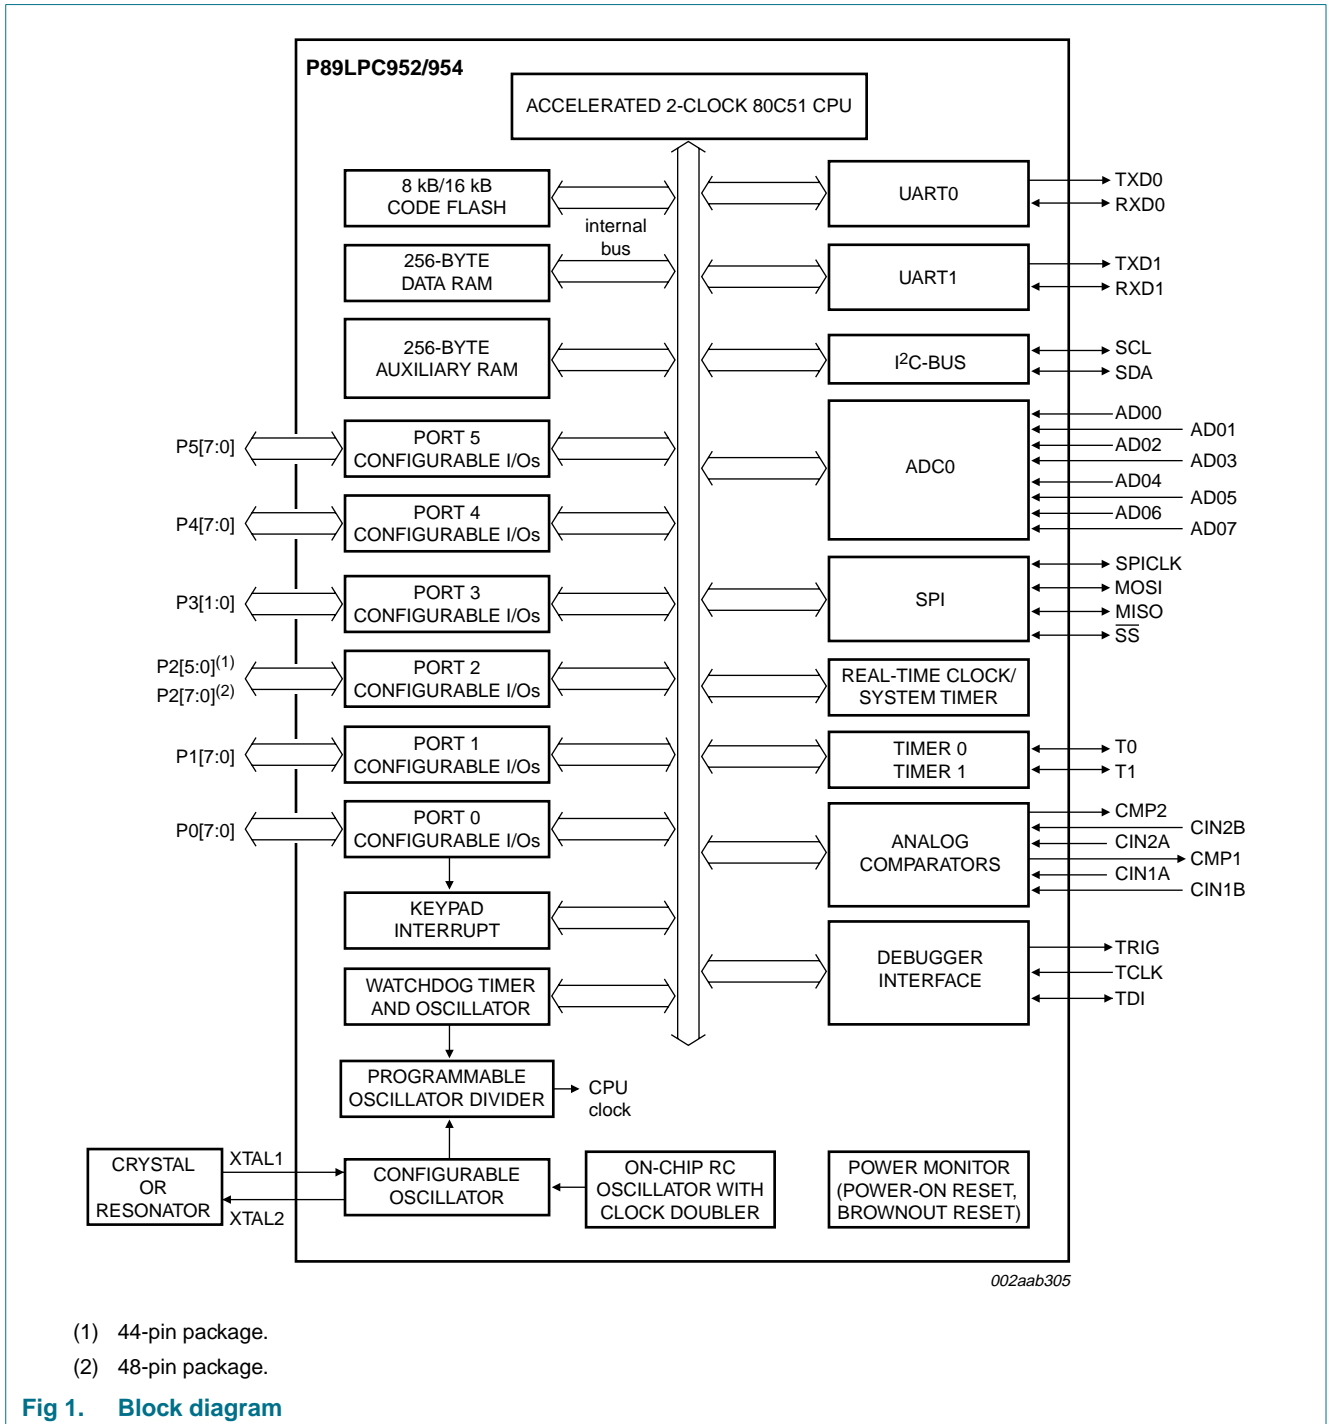 P89LPC952/954
ACCELERATED 2-CLOCK 80C51 CPU
8 kB/16 kB
CODE FLASH
internal
bus
256-BYTE
DATA RAM
256-BYTE
AUXILIARY RAM
P5[7:0]
PORT 5
CONFIGURABLE I/Os
P4[7:0]
PORT 4
CONFIGURABLE I/Os
P3[1:0]
PORT 3
CONFIGURABLE I/Os
P2[5:0](1)
P2[7:0](2)
PORT 2
CONFIGURABLE I/Os
P1[7:0]
PORT 1
CONFIGURABLE I/Os
P0[7:0]
PORT 0
CONFIGURABLE I/Os
KEYPAD
INTERRUPT
WATCHDOG TIMER
AND OSCILLATOR
PROGRAMMABLE
OSCILLATOR DIVIDER
CPU
clock
CRYSTAL
OR
RESONATOR
XTAL1
XTAL2
CONFIGURABLE
OSCILLATOR
ON-CHIP RC
OSCILLATOR WITH
CLOCK DOUBLER
UART0
TXD0
RXD0
UART1
TXD1
RXD1
I2C-BUS
SCL
SDA
ADC0
AD00
AD01
AD02
AD03
AD04
AD05
AD06
AD07
SPI
SPICLK
MOSI
MISO
SS
REAL-TIME CLOCK/
SYSTEM TIMER
TIMER 0
TIMER 1
T0
T1
ANALOG
COMPARATORS
CMP2
CIN2B
CIN2A
CMP1
CIN1A
CIN1B
DEBUGGER
INTERFACE
TRIG
TCLK
TDI
POWER MONITOR
(POWER-ON RESET,
BROWNOUT RESET)
002aab305
(1) 44-pin package.
(2) 48-pin package.
Fig 1. Block diagram